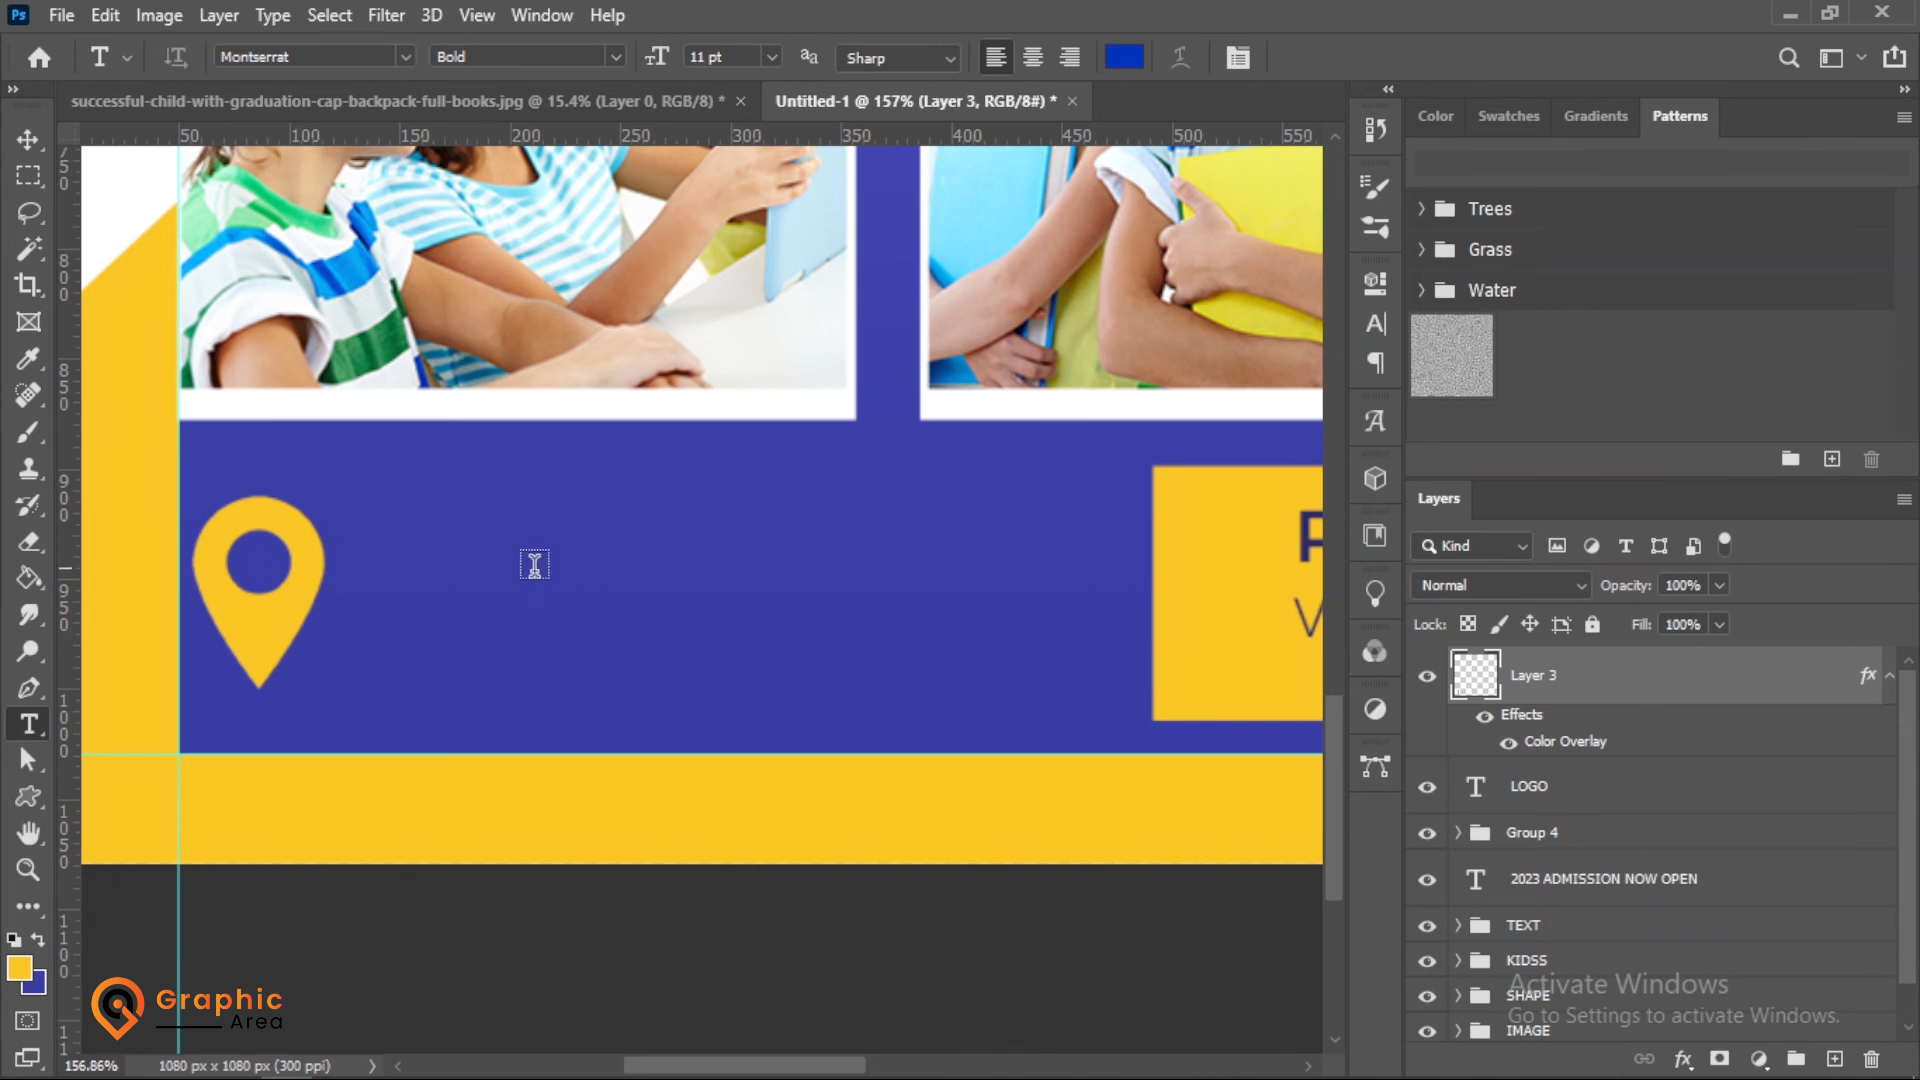 Ps File Edit Image Layer Type Select Filter 3D View Window Help
T Montserrat Bold 11 pt aa Sharp
successful-child-with-graduation-cap-backpack-full-books.jpg @ 15.4% (Layer 0, RGB/8) * × Untitled-1 @ 157% (Layer 3, RGB/8#) * ×
50 100 150 200 250 300 350 400 450 500 550
Color Swatches Gradients Patterns
Trees
Grass
Water
Layers
Kind
Normal Opacity: 100%
Lock: Fill: 100%
Layer 3 fx
Effects
Color Overlay
T LOGO
Group 4
T 2023 ADMISSION NOW OPEN
TEXT
KIDSS
SHAPE
IMAGE
Activate Windows
Go to Settings to activate Windows.
Graphic
Area
156.86% 1080 px x 1080 px (300 ppi)